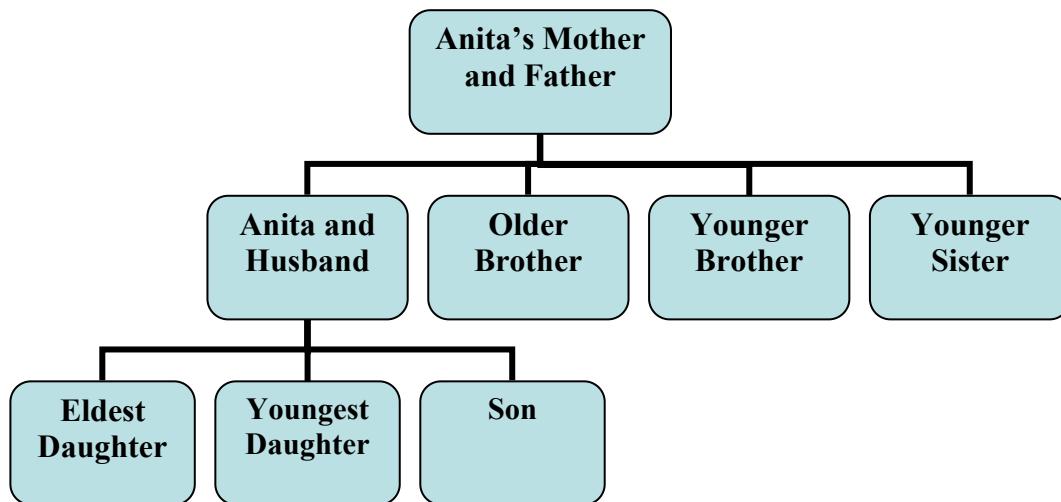 Anita’s Mother
and Father
Anita and
Husband
Older
Brother
Younger
Brother
Younger
Sister
Eldest
Daughter
Youngest
Daughter
Son